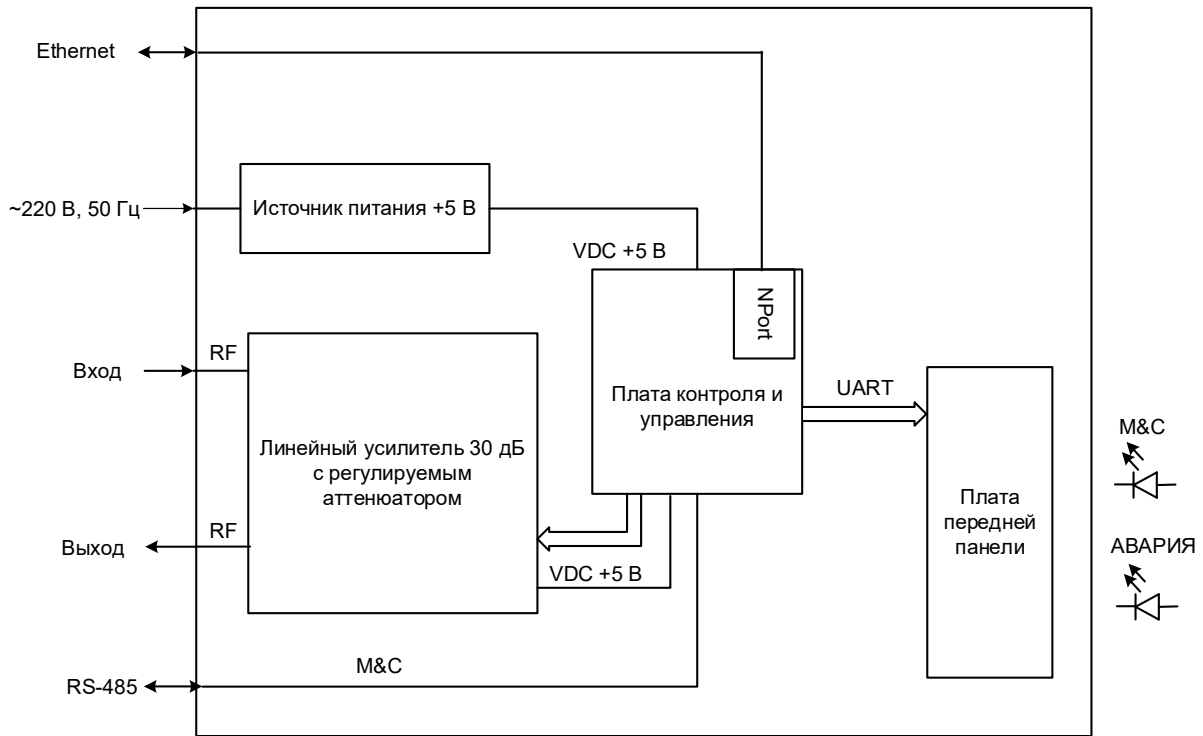 Ethernet
~220 В, 50 Гц
Источник питания +5 В
VDC +5 В
NPort
Плата контроля и
управления
UART
RF
Вход
Линейный усилитель 30 дБ
с регулируемым
аттенюатором
RF
Выход
VDC +5 В
M&C
RS-485
Плата
передней
панели
M&C
АВАРИЯ